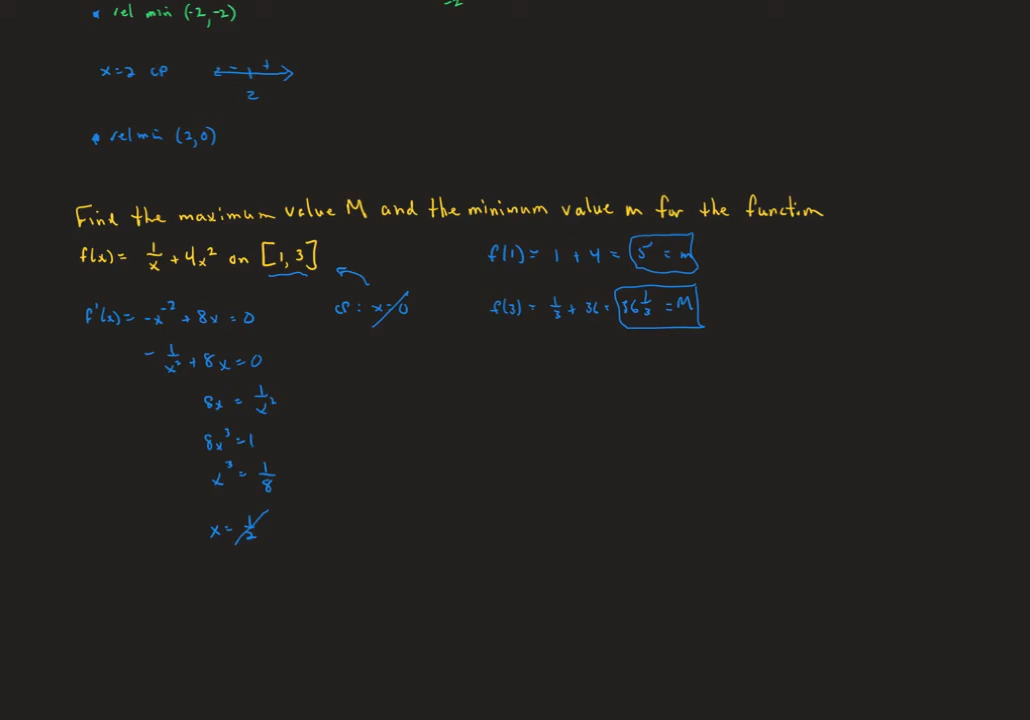 • rel min (-2,-2)
-2
x=2 CP - +
2
• rel min (2,0)
Find the maximum value M and the minimum value m for the function
f(x) = 1/x + 4x² on [1,3]
f'(x) = -x⁻² + 8x = 0
- 1/x² + 8x = 0
8x = 1/x²
8x³ = 1
x³ = 1/8
x = 1/2
CP: x=0
f(1) = 1 + 4 = 5 = m
f(3) = 1/3 + 36 = 36 1/3 = M